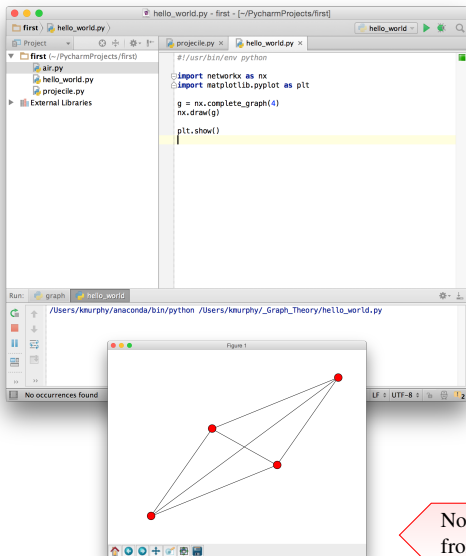 hello_world.py - first - [~/PycharmProjects/first]
first hello_world.py
hello_world
Project
projecile.py × hello_world.py ×
first (~/PycharmProjects/first)
air.py
hello_world.py
projecile.py
External Libraries
#!/usr/bin/env python
import networkx as nx
import matplotlib.pyplot as plt
g = nx.complete_graph(4)
nx.draw(g)
plt.show()
Run: graph hello_world
/Users/kmurphy/anaconda/bin/python /Users/kmurphy/_Graph_Theory/hello_world.py
Figure 1
No occurrences found
LF UTF-8
2
No
fro